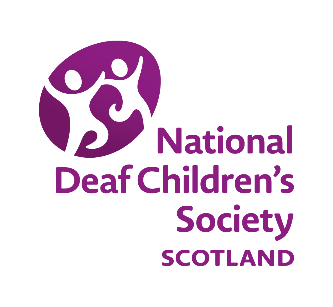 National
Deaf Children's
Society
SCOTLAND